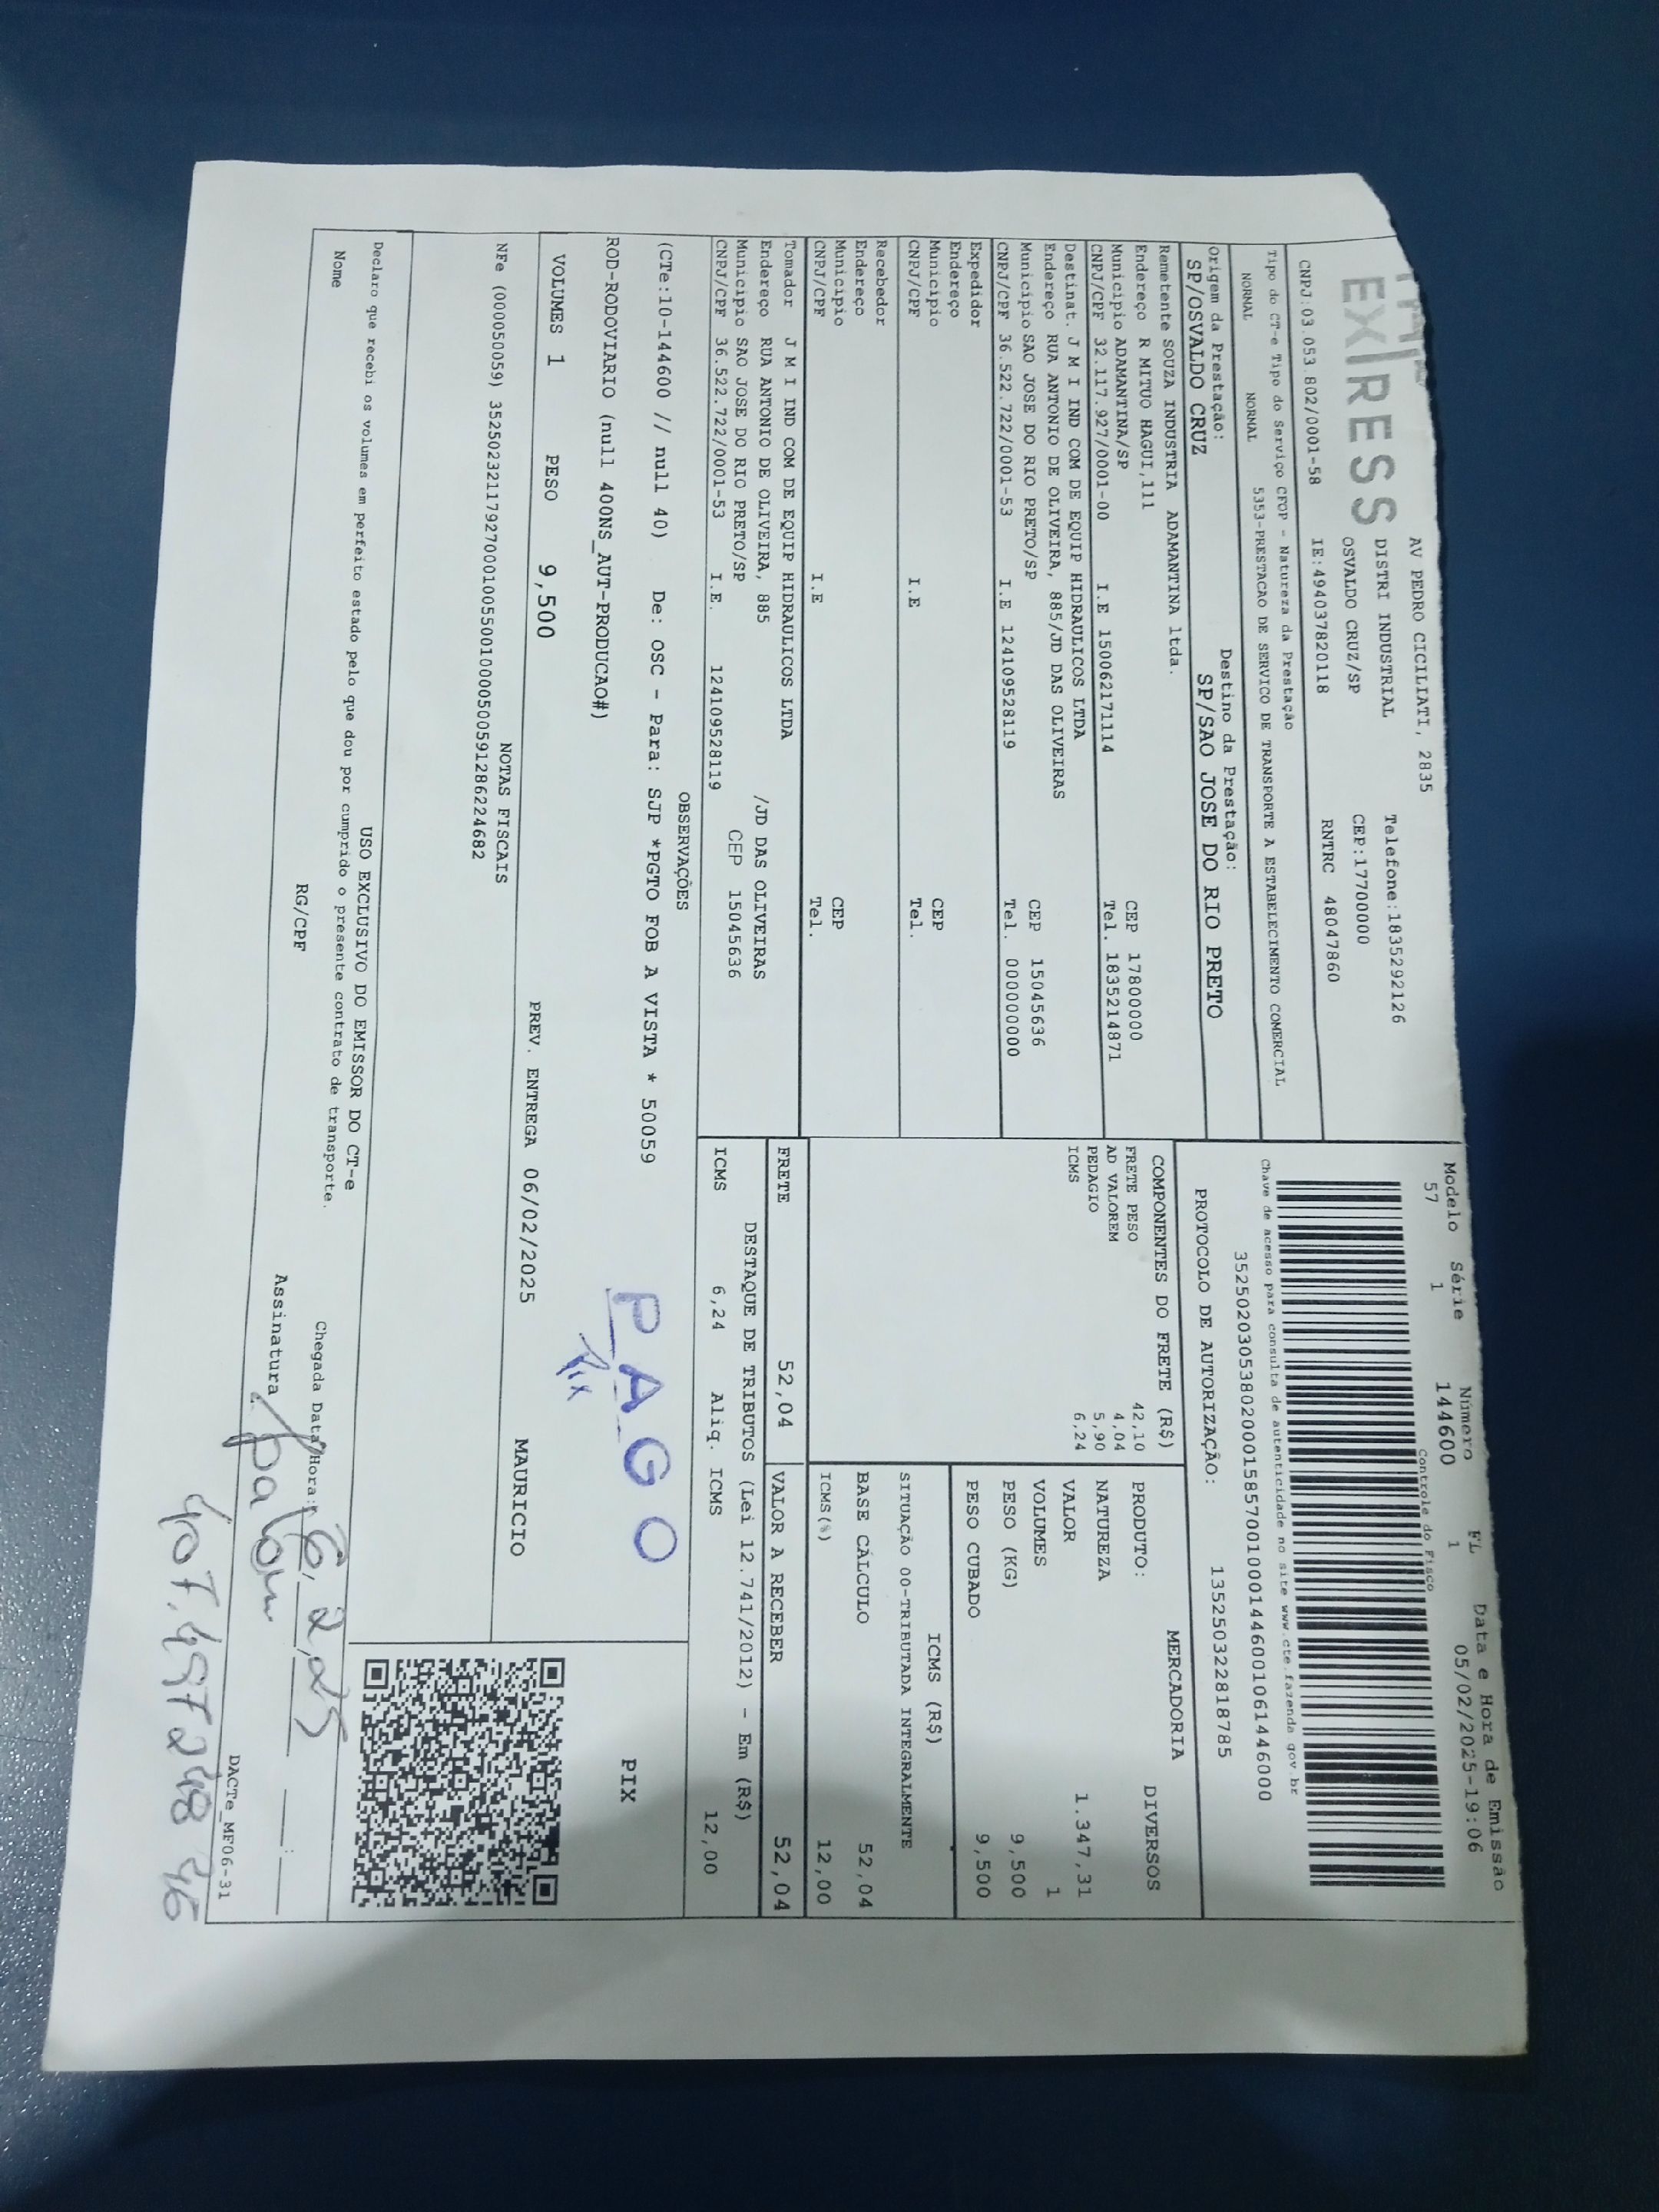 EXPRESS
AV PEDRO CICILIATI, 2835
Telefone:1835292126
DISTRI INDUSTRIAL
OSVALDO CRUZ/SP CEP:17700000
CNPJ:03.053.802/0001-58 IE:494037820118 RNTRC 48047860
Modelo Série Número FL Data e Hora de Emissão
57 1 144600 1 05/02/2025-19:06
Controle do Fisco
Chave de acesso para consulta de autenticidade no site www.cte.fazenda.gov.br
35250203053802000158570010001446001061446000
PROTOCOLO DE AUTORIZAÇÃO: 135250322818785
Tipo do CT-e Tipo do Serviço CFOP - Natureza da Prestação
NORMAL NORMAL 5353-PRESTACAO DE SERVICO DE TRANSPORTE A ESTABELECIMENTO COMERCIAL
Origem da Prestação: Destino da Prestação:
SP/OSVALDO CRUZ SP/SAO JOSE DO RIO PRETO
Remetente SOUZA INDUSTRIA ADAMANTINA ltda.
Endereço R MITUO HAGUI,111 CEP 17800000
Município ADAMANTINA/SP Tel. 1835214871
CNPJ/CPF 32.117.927/0001-00 I.E 150062171114
Destinat. J M I IND COM DE EQUIP HIDRAULICOS LTDA
Endereço RUA ANTONIO DE OLIVEIRA, 885/JD DAS OLIVEIRAS
Município SAO JOSE DO RIO PRETO/SP CEP 15045636
CNPJ/CPF 36.522.722/0001-53 I.E 124109528119 Tel. 0000000000
Expedidor
Endereço
Município CEP
CNPJ/CPF I.E Tel.
Recebedor
Endereço
Município CEP
CNPJ/CPF I.E Tel.
Tomador J M I IND COM DE EQUIP HIDRAULICOS LTDA
Endereço RUA ANTONIO DE OLIVEIRA, 885 /JD DAS OLIVEIRAS
Município SAO JOSE DO RIO PRETO/SP CEP 15045636
CNPJ/CPF 36.522.722/0001-53 I.E. 124109528119
COMPONENTES DO FRETE (R$)
FRETE PESO 42,10
AD VALOREM 4,04
PEDAGIO 5,90
ICMS 6,24
MERCADORIA
PRODUTO: DIVERSOS
NATUREZA
VALOR 1.347,31
VOLUMES 1
PESO (KG) 9,500
PESO CUBADO 9,500
ICMS (R$)
SITUAÇÃO 00-TRIBUTADA INTEGRALMENTE
BASE CÁLCULO 52,04
ICMS(%) 12,00
FRETE 52,04 VALOR A RECEBER 52,04
DESTAQUE DE TRIBUTOS (Lei 12.741/2012) - Em (R$)
ICMS 6,24 Aliq. ICMS 12,00
OBSERVAÇÕES
(CTe:10-144600 // null 40) De: OSC - Para: SJP *PGTO FOB A VISTA * 50059
ROD-RODOVIARIO (null 400NS_AUT-PRODUCAO#)
PAGO
Pix
PIX
VOLUMES 1 PESO 9,500 PREV. ENTREGA 06/02/2025 MAURICIO
NOTAS FISCAIS
NFe (000050059) 35250232117927000100550010000500591286224682
USO EXCLUSIVO DO EMISSOR DO CT-e
Declaro que recebi os volumes em perfeito estado pelo que dou por cumprido o presente contrato de transporte.
Nome RG/CPF Assinatura
Chegada Data/Hora: 6,2,25
DACTe_MF06-31